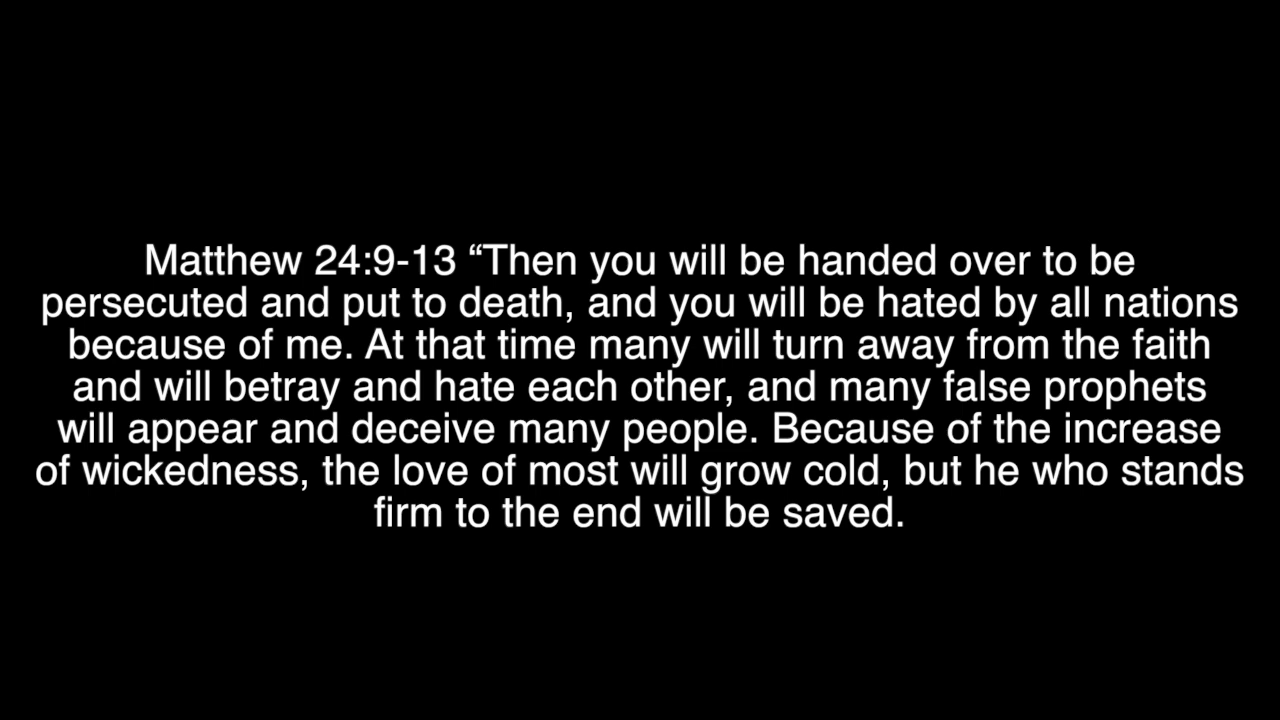 Matthew 24:9-13 “Then you will be handed over to be
persecuted and put to death, and you will be hated by all nations
because of me. At that time many will turn away from the faith
and will betray and hate each other, and many false prophets
will appear and deceive many people. Because of the increase
of wickedness, the love of most will grow cold, but he who stands
firm to the end will be saved.